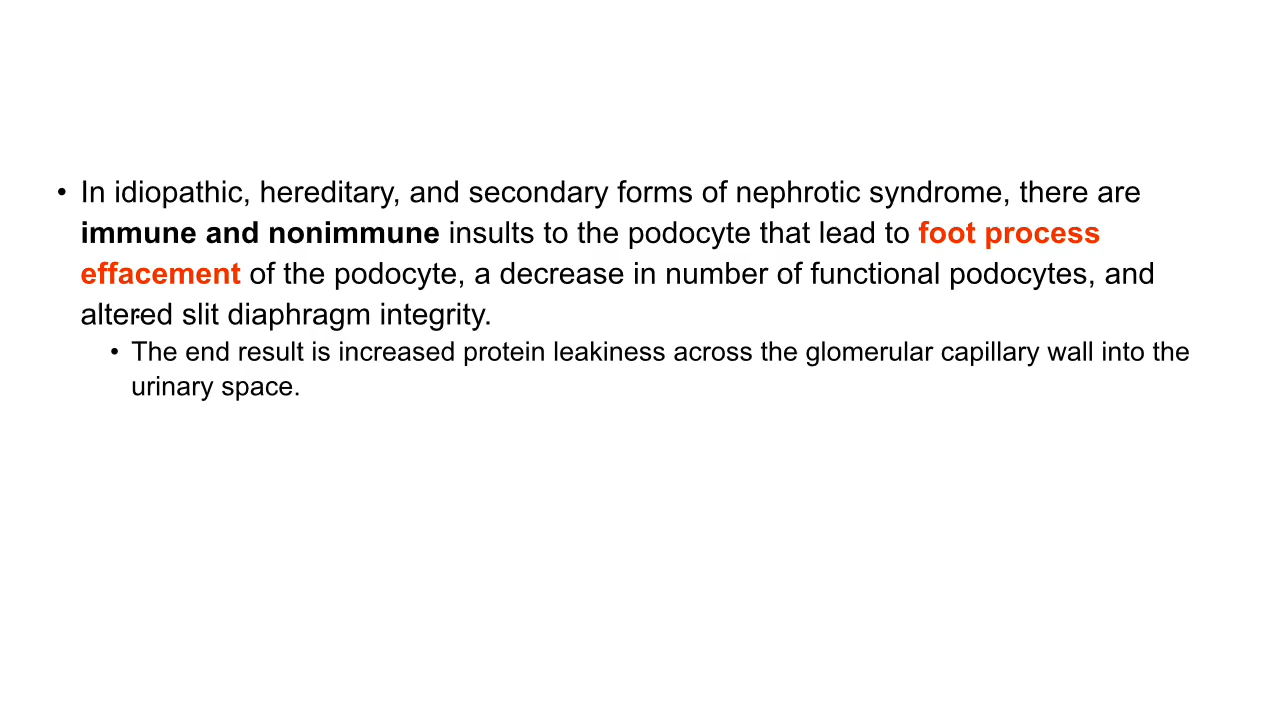 • In idiopathic, hereditary, and secondary forms of nephrotic syndrome, there are
immune and nonimmune insults to the podocyte that lead to foot process
effacement of the podocyte, a decrease in number of functional podocytes, and
altered slit diaphragm integrity.
• The end result is increased protein leakiness across the glomerular capillary wall into the
urinary space.